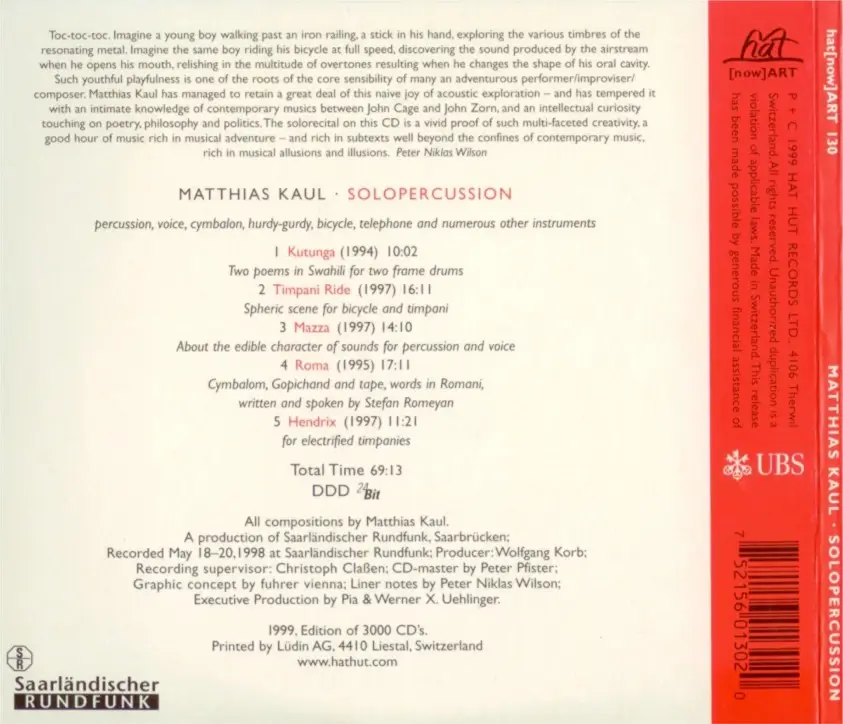 Toc-toc-toc. Imagine a young boy walking past an iron railing, a stick in his hand, exploring the various timbres of the
resonating metal. Imagine the same boy riding his bicycle at full speed, discovering the sound produced by the airstream
when he opens his mouth, relishing in the multitude of overtones resulting when he changes the shape of his oral cavity.
Such youthful playfulness is one of the roots of the core sensibility of many an adventurous performer/improviser/
composer. Matthias Kaul has managed to retain a great deal of this naive joy of acoustic exploration – and has tempered it
with an intimate knowledge of contemporary musics between John Cage and John Zorn, and an intellectual curiosity
touching on poetry, philosophy and politics. The solorecital on this CD is a vivid proof of such multi-faceted creativity, a
good hour of music rich in musical adventure – and rich in subtexts well beyond the confines of contemporary music,
rich in musical allusions and illusions. Peter Niklas Wilson
MATTHIAS KAUL · SOLOPERCUSSION
percussion, voice, cymbalon, hurdy-gurdy, bicycle, telephone and numerous other instruments
1 Kutunga (1994) 10:02
Two poems in Swahili for two frame drums
2 Timpani Ride (1997) 16:11
Spheric scene for bicycle and timpani
3 Mazza (1997) 14:10
About the edible character of sounds for percussion and voice
4 Roma (1995) 17:11
Cymbalom, Gopichand and tape, words in Romani,
written and spoken by Stefan Romeyan
5 Hendrix (1997) 11:21
for electrified timpanies
Total Time 69:13
DDD 24Bit
All compositions by Matthias Kaul.
A production of Saarländischer Rundfunk, Saarbrücken;
Recorded May 18–20,1998 at Saarländischer Rundfunk; Producer: Wolfgang Korb;
Recording supervisor: Christoph Claßen; CD-master by Peter Pfister;
Graphic concept by fuhrer vienna; Liner notes by Peter Niklas Wilson;
Executive Production by Pia & Werner X. Uehlinger.
1999, Edition of 3000 CD's.
Printed by Lüdin AG, 4410 Liestal, Switzerland
www.hathut.com
SR
Saarländischer
RUNDFUNK
hat
[now]ART
P + C 1999 HAT HUT RECORDS LTD., 4106 Therwil
Switzerland. All rights reserved. Unauthorized duplication is a
violation of applicable laws. Made in Switzerland. This release
has been made possible by generous financial assistance of
UBS
7 52156 01302 0
hat[now]ART 130
MATTHIAS KAUL · SOLOPERCUSSION